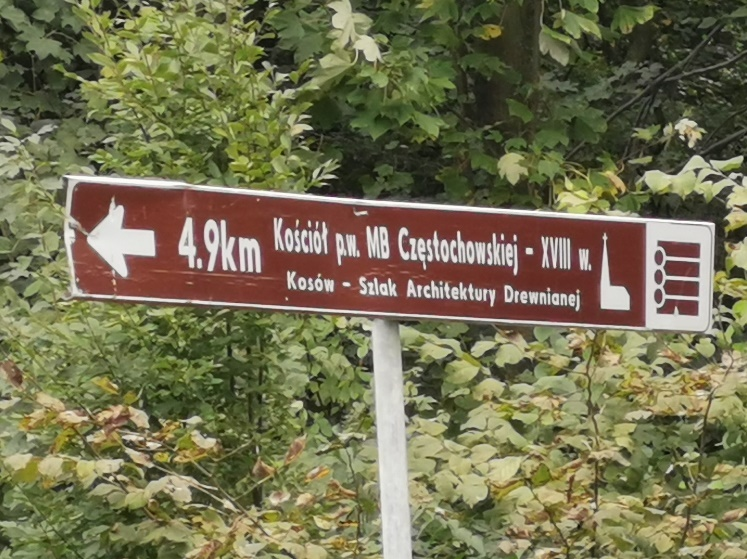 4.9km
Kościół p.w. MB Częstochowskiej - XVIII w.
Kosów - Szlak Architektury Drewnianej